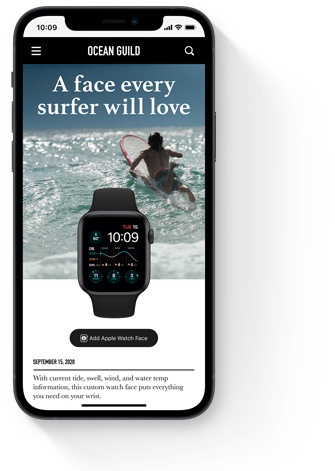 10:09
OCEAN GUILD
A face every
surfer will love
TUE 15
10:09
Add Apple Watch Face
SEPTEMBER 15, 2020
With current tide, swell, wind, and water temp
information, this custom watch face puts everything
you need on your wrist.